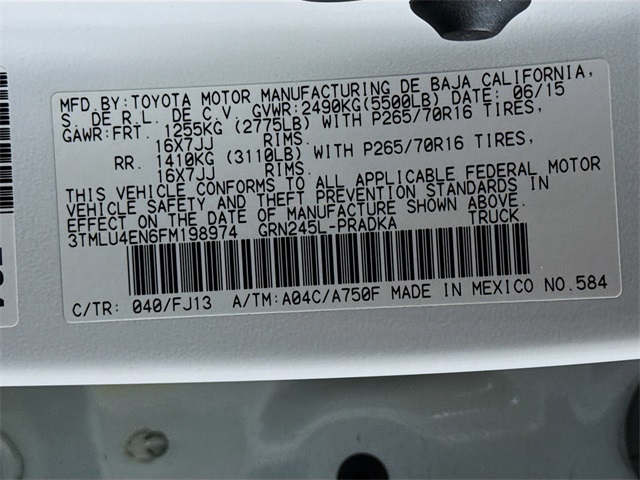 MFD.BY:TOYOTA MOTOR MANUFACTURING DE BAJA CALIFORNIA,
S. DE R.L. DE C.V. GVWR:2490KG(5500LB) DATE: 06/15
GAWR:FRT. 1255KG (2775LB) WITH P265/70R16 TIRES,
16X7JJ RIMS.
RR. 1410KG (3110LB) WITH P265/70R16 TIRES,
16X7JJ RIMS.
THIS VEHICLE CONFORMS TO ALL APPLICABLE FEDERAL MOTOR
VEHICLE SAFETY AND THEFT PREVENTION STANDARDS IN
EFFECT ON THE DATE OF MANUFACTURE SHOWN ABOVE.
3TMLU4EN6FM198974 GRN245L-PRADKA TRUCK
C/TR: 040/FJ13 A/TM:A04C/A750F MADE IN MEXICO NO.584